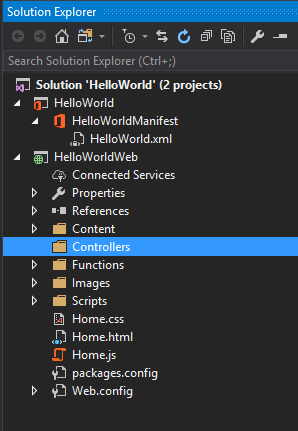 Solution Explorer
Search Solution Explorer (Ctrl+;)
Solution 'HelloWorld' (2 projects)
HelloWorld
HelloWorldManifest
HelloWorld.xml
HelloWorldWeb
Connected Services
Properties
References
Content
Controllers
Functions
Images
Scripts
Home.css
Home.html
Home.js
packages.config
Web.config